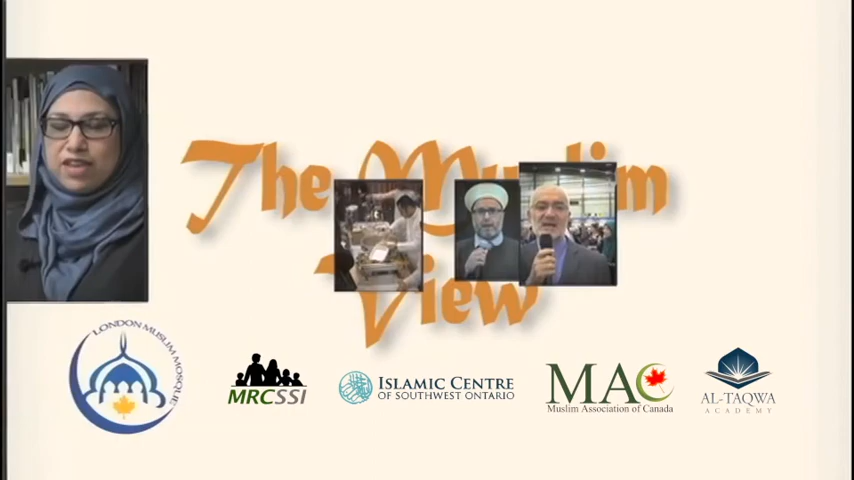 The Muslim
View
LONDON MUSLIM MOSQUE
MRCSSI
ISLAMIC CENTRE
OF SOUTHWEST ONTARIO
MAC
Muslim Association of Canada
AL-TAQWA
ACADEMY